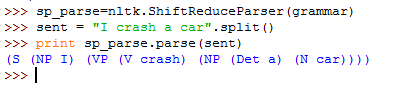 >>> sp_parse=nltk.ShiftReduceParser(grammar)
>>> sent = "I crash a car".split()
>>> print sp_parse.parse(sent)
(S (NP I) (VP (V crash) (NP (Det a) (N car))))
>>>